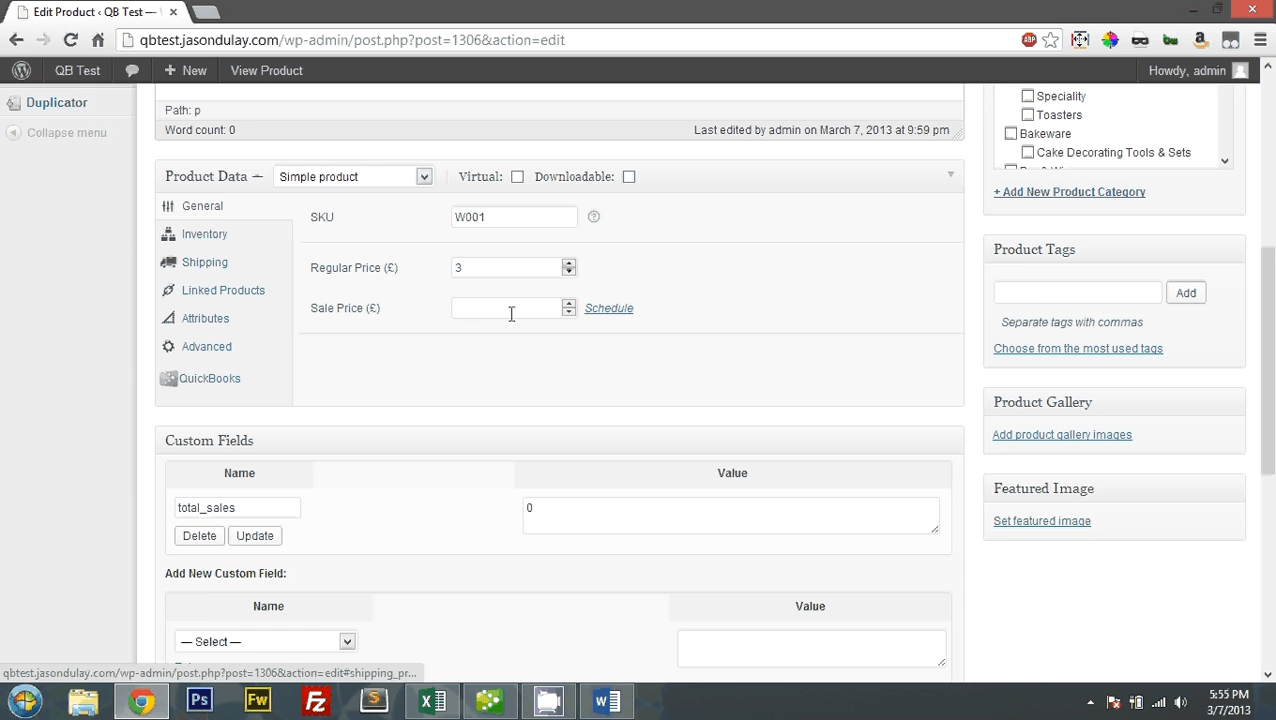 Edit Product ‹ QB Test —
qbtest.jasondulay.com/wp-admin/post.php?post=1306&action=edit
QB Test + New View Product Howdy, admin
Duplicator
Collapse menu
Path: p
Word count: 0 Last edited by admin on March 7, 2013 at 9:59 pm
Product Data — Simple product Virtual: Downloadable:
General
Inventory
Shipping
Linked Products
Attributes
Advanced
QuickBooks
SKU W001
Regular Price (£) 3
Sale Price (£) Schedule
Custom Fields
Name Value
total_sales 0
Delete Update
Add New Custom Field:
Name Value
— Select —
Speciality
Toasters
Bakeware
Cake Decorating Tools & Sets
+ Add New Product Category
Product Tags
Add
Separate tags with commas
Choose from the most used tags
Product Gallery
Add product gallery images
Featured Image
Set featured image
qbtest.jasondulay.com/wp-admin/post.php?post=1306&action=edit#shipping_pr...
5:55 PM
3/7/2013